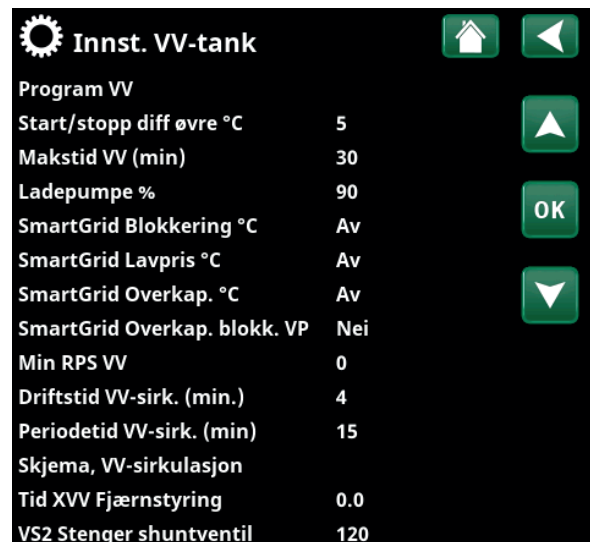 Innst. VV-tank
Program VV
Start/stopp diff øvre °C 5
Makstid VV (min) 30
Ladepumpe % 90
OK
SmartGrid Blokkering °C Av
SmartGrid Lavpris °C Av
SmartGrid Overkap. °C Av
SmartGrid Overkap. blokk. VP Nei
Min RPS VV 0
Driftstid VV-sirk. (min.) 4
Periodetid VV-sirk. (min) 15
Skjema, VV-sirkulasjon
Tid XVV Fjærnstyring 0.0
VS2 Stenger shuntventil 120